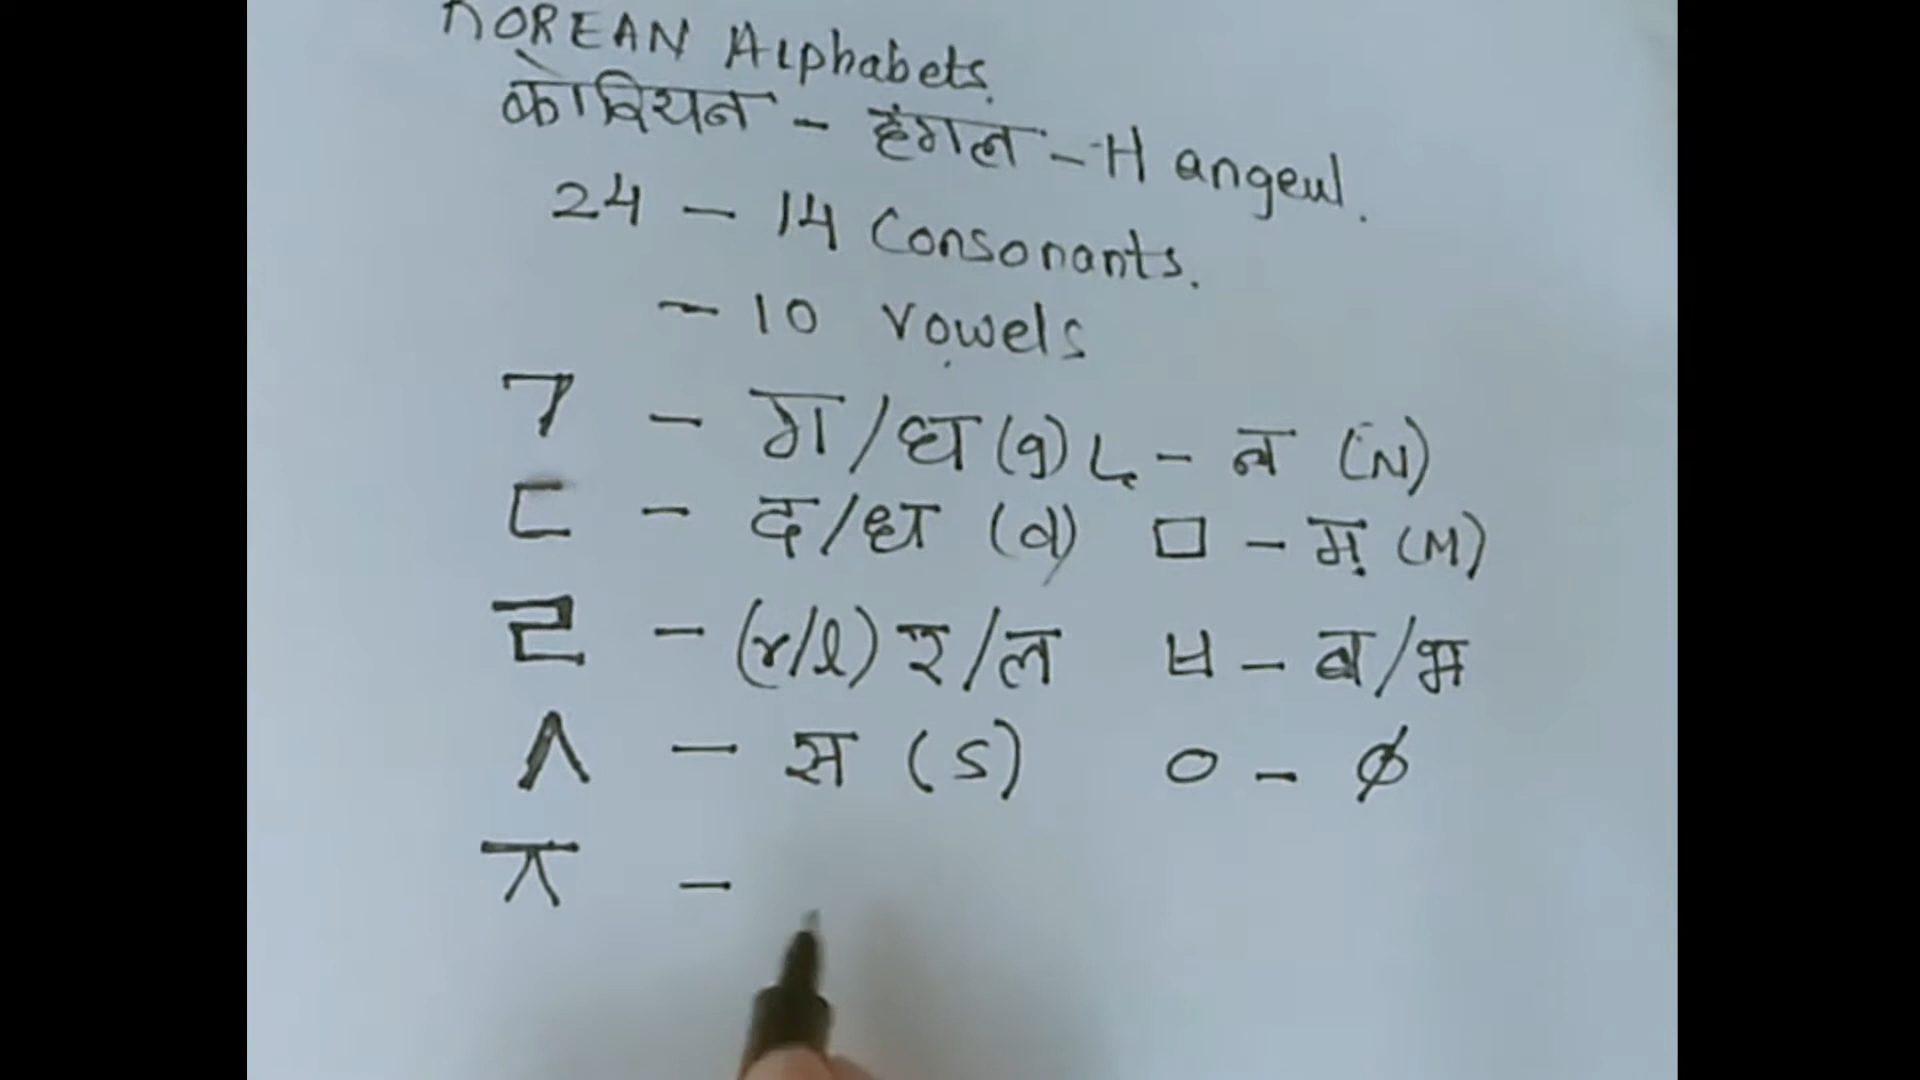 KOREAN Alphabets
कोरियन - हंगल - Hangeul.
24 - 14 Consonants.
- 10 vowels
ㄱ - ग/घ (g) ㄴ - न (N)
ㄷ - द/ध (d) ㅁ - म (M)
ㄹ - (r/l) र/ल ㅂ - ब/भ
ㅅ - स (s) ㅇ - ∅
ㅈ -